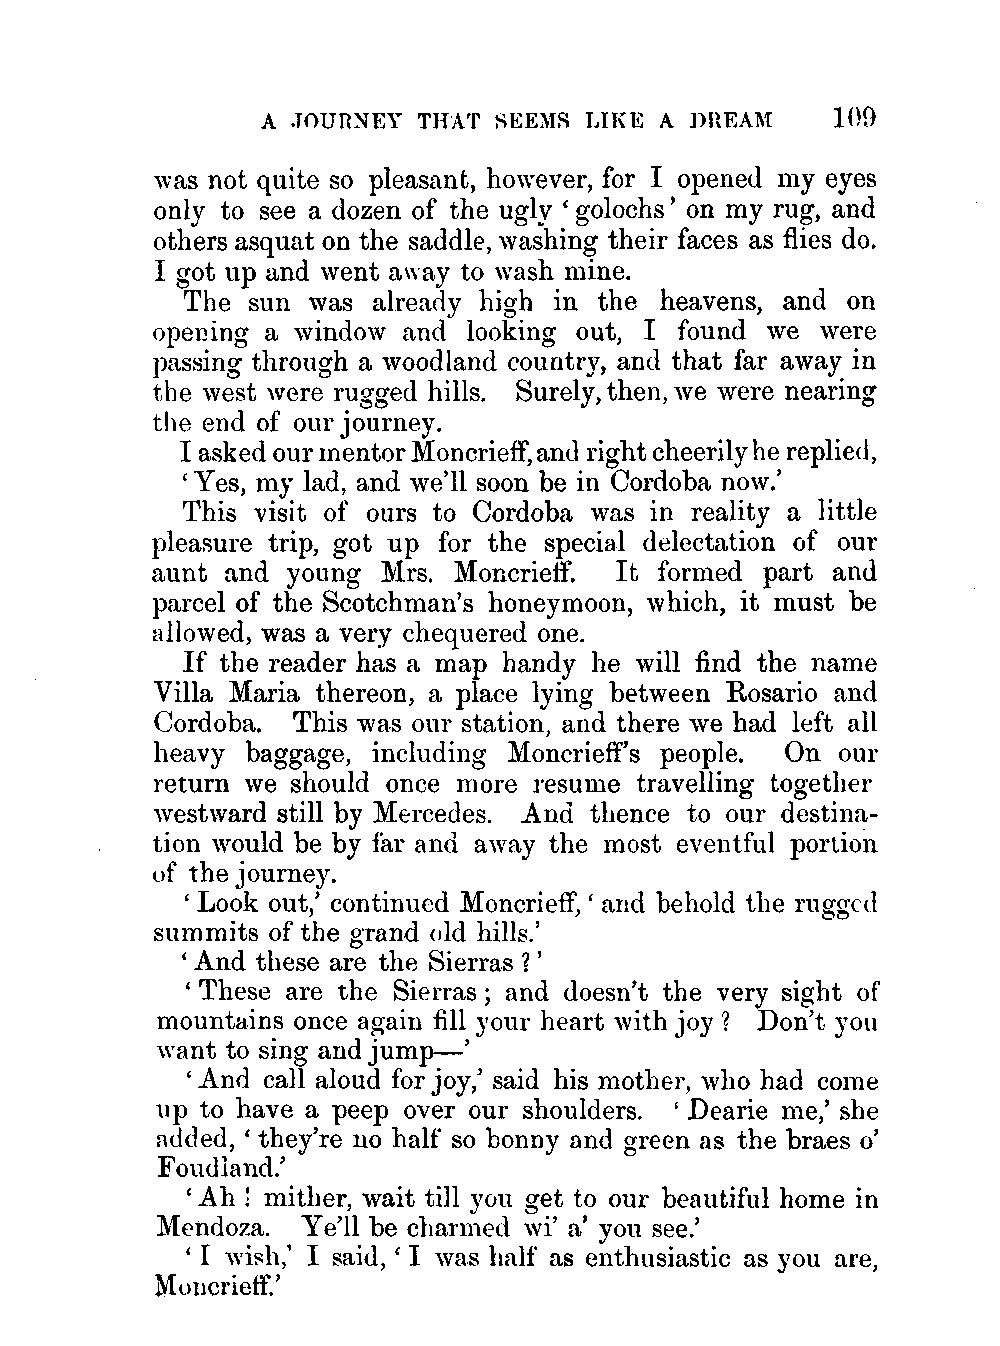 A JOURNEY THAT SEEMS LIKE A DREAM 109
was not quite so pleasant, however, for I opened my eyes
only to see a dozen of the ugly ‘golochs’ on my rug, and
others asquat on the saddle, washing their faces as flies do.
I got up and went away to wash mine.
The sun was already high in the heavens, and on
opening a window and looking out, I found we were
passing through a woodland country, and that far away in
the west were rugged hills. Surely, then, we were nearing
the end of our journey.
I asked our mentor Moncrieff, and right cheerily he replied,
‘Yes, my lad, and we’ll soon be in Cordoba now.’
This visit of ours to Cordoba was in reality a little
pleasure trip, got up for the special delectation of our
aunt and young Mrs. Moncrieff. It formed part and
parcel of the Scotchman’s honeymoon, which, it must be
allowed, was a very chequered one.
If the reader has a map handy he will find the name
Villa Maria thereon, a place lying between Rosario and
Cordoba. This was our station, and there we had left all
heavy baggage, including Moncrieff’s people. On our
return we should once more resume travelling together
westward still by Mercedes. And thence to our destina-
tion would be by far and away the most eventful portion
of the journey.
‘Look out,’ continued Moncrieff, ‘and behold the rugged
summits of the grand old hills.’
‘And these are the Sierras?’
‘These are the Sierras; and doesn’t the very sight of
mountains once again fill your heart with joy? Don’t you
want to sing and jump—’
‘And call aloud for joy,’ said his mother, who had come
up to have a peep over our shoulders. ‘Dearie me,’ she
added, ‘they’re no half so bonny and green as the braes o’
Foudland.’
‘Ah! mither, wait till you get to our beautiful home in
Mendoza. Ye’ll be charmed wi’ a’ you see.’
‘I wish,’ I said, ‘I was half as enthusiastic as you are,
Moncrieff.’